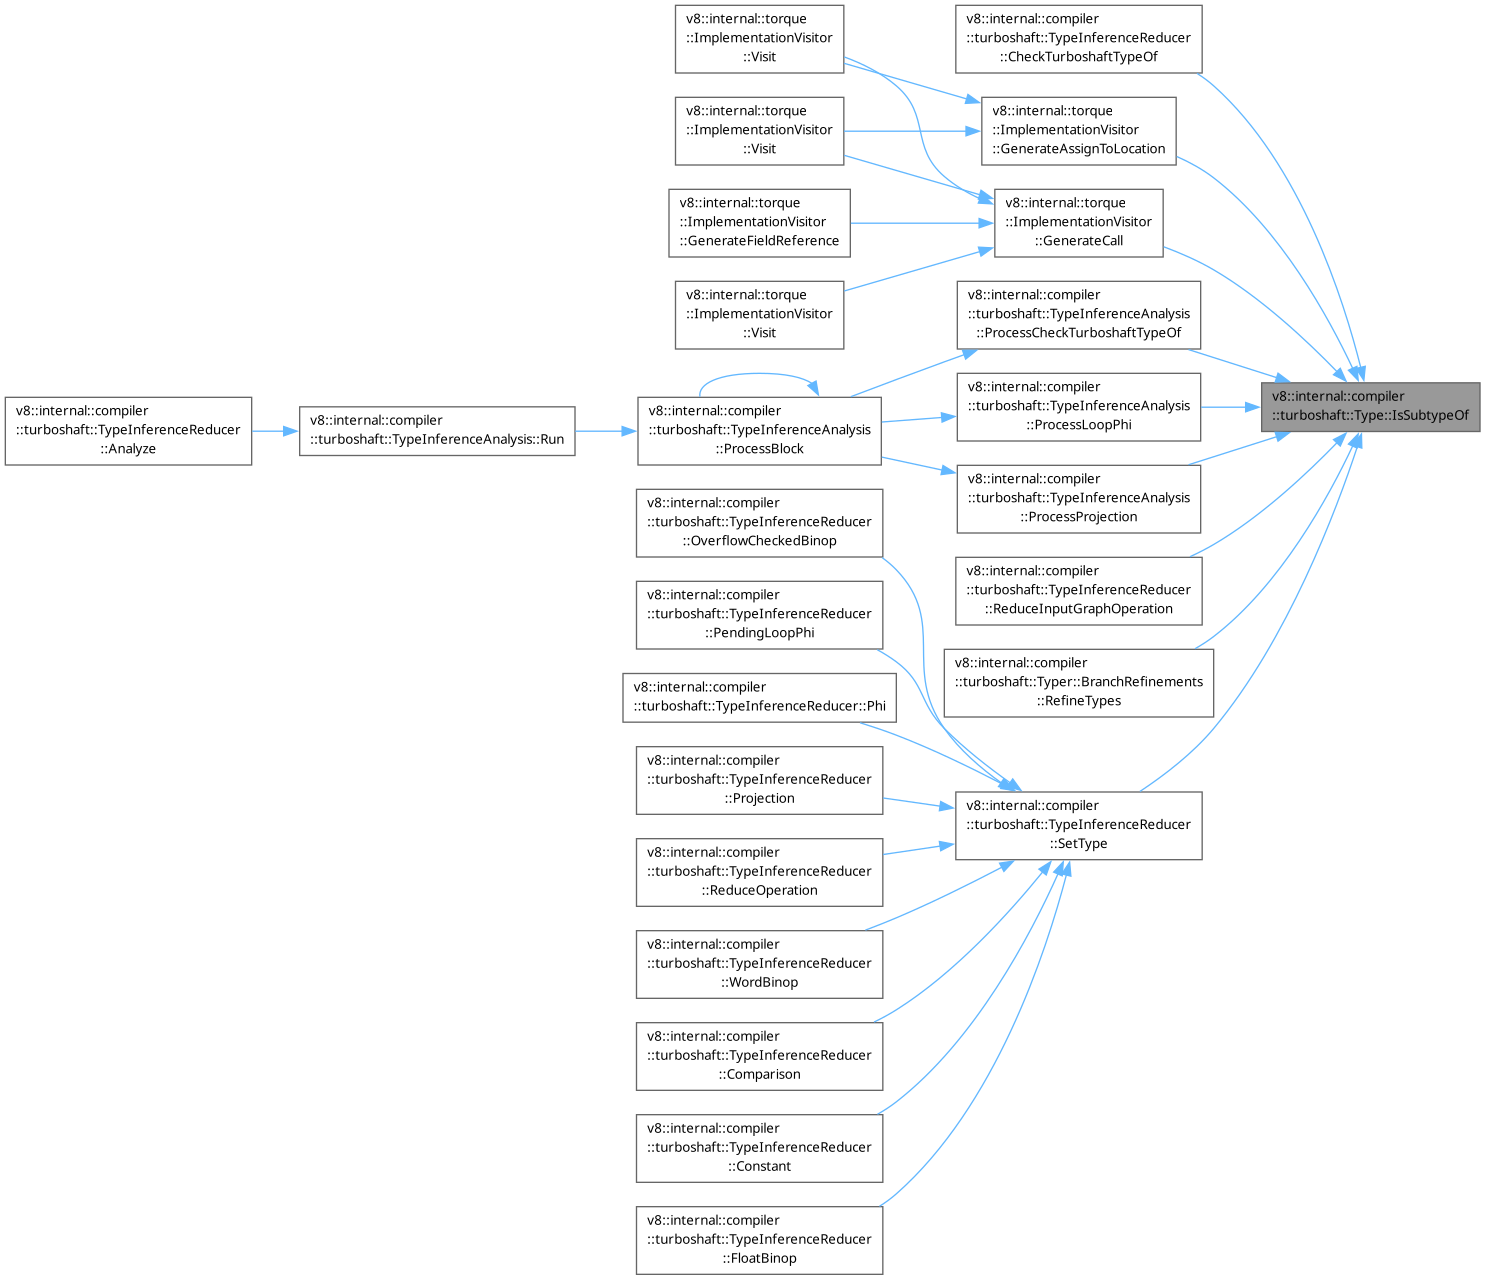 v8::internal::torque
::ImplementationVisitor
::Visit
v8::internal::compiler
::turboshaft::TypeInferenceReducer
::CheckTurboshaftTypeOf
v8::internal::torque
::ImplementationVisitor
::Visit
v8::internal::torque
::ImplementationVisitor
::GenerateAssignToLocation
v8::internal::torque
::ImplementationVisitor
::GenerateFieldReference
v8::internal::torque
::ImplementationVisitor
::GenerateCall
v8::internal::torque
::ImplementationVisitor
::Visit
v8::internal::compiler
::turboshaft::TypeInferenceAnalysis
::ProcessCheckTurboshaftTypeOf
v8::internal::compiler
::turboshaft::TypeInferenceReducer
::Analyze
v8::internal::compiler
::turboshaft::TypeInferenceAnalysis::Run
v8::internal::compiler
::turboshaft::TypeInferenceAnalysis
::ProcessBlock
v8::internal::compiler
::turboshaft::TypeInferenceAnalysis
::ProcessLoopPhi
v8::internal::compiler
::turboshaft::Type::IsSubtypeOf
v8::internal::compiler
::turboshaft::TypeInferenceAnalysis
::ProcessProjection
v8::internal::compiler
::turboshaft::TypeInferenceReducer
::OverflowCheckedBinop
v8::internal::compiler
::turboshaft::TypeInferenceReducer
::ReduceInputGraphOperation
v8::internal::compiler
::turboshaft::TypeInferenceReducer
::PendingLoopPhi
v8::internal::compiler
::turboshaft::Typer::BranchRefinements
::RefineTypes
v8::internal::compiler
::turboshaft::TypeInferenceReducer::Phi
v8::internal::compiler
::turboshaft::TypeInferenceReducer
::Projection
v8::internal::compiler
::turboshaft::TypeInferenceReducer
::SetType
v8::internal::compiler
::turboshaft::TypeInferenceReducer
::ReduceOperation
v8::internal::compiler
::turboshaft::TypeInferenceReducer
::WordBinop
v8::internal::compiler
::turboshaft::TypeInferenceReducer
::Comparison
v8::internal::compiler
::turboshaft::TypeInferenceReducer
::Constant
v8::internal::compiler
::turboshaft::TypeInferenceReducer
::FloatBinop